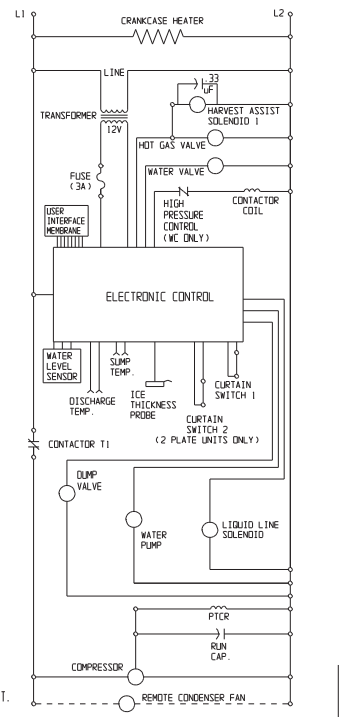 L1 L2
CRANKCASE HEATER
LINE
.33
uF
TRANSFORMER
HARVEST ASSIST
SOLENOID 1
12V
HOT GAS VALVE
WATER VALVE
FUSE
(3A)
HIGH
PRESSURE
CONTROL
(WC ONLY)
CONTACTOR
COIL
USER
INTERFACE
MEMBRANE
ELECTRONIC CONTROL
WATER
LEVEL
SENSOR
SUMP
TEMP.
DISCHARGE
TEMP.
ICE
THICKNESS
PROBE
CURTAIN
SWITCH 1
CURTAIN
SWITCH 2
(2 PLATE UNITS ONLY)
CONTACTOR T1
DUMP
VALVE
WATER
PUMP
LIQUID LINE
SOLENOID
PTCR
RUN
CAP.
COMPRESSOR
T.
REMOTE CONDENSER FAN